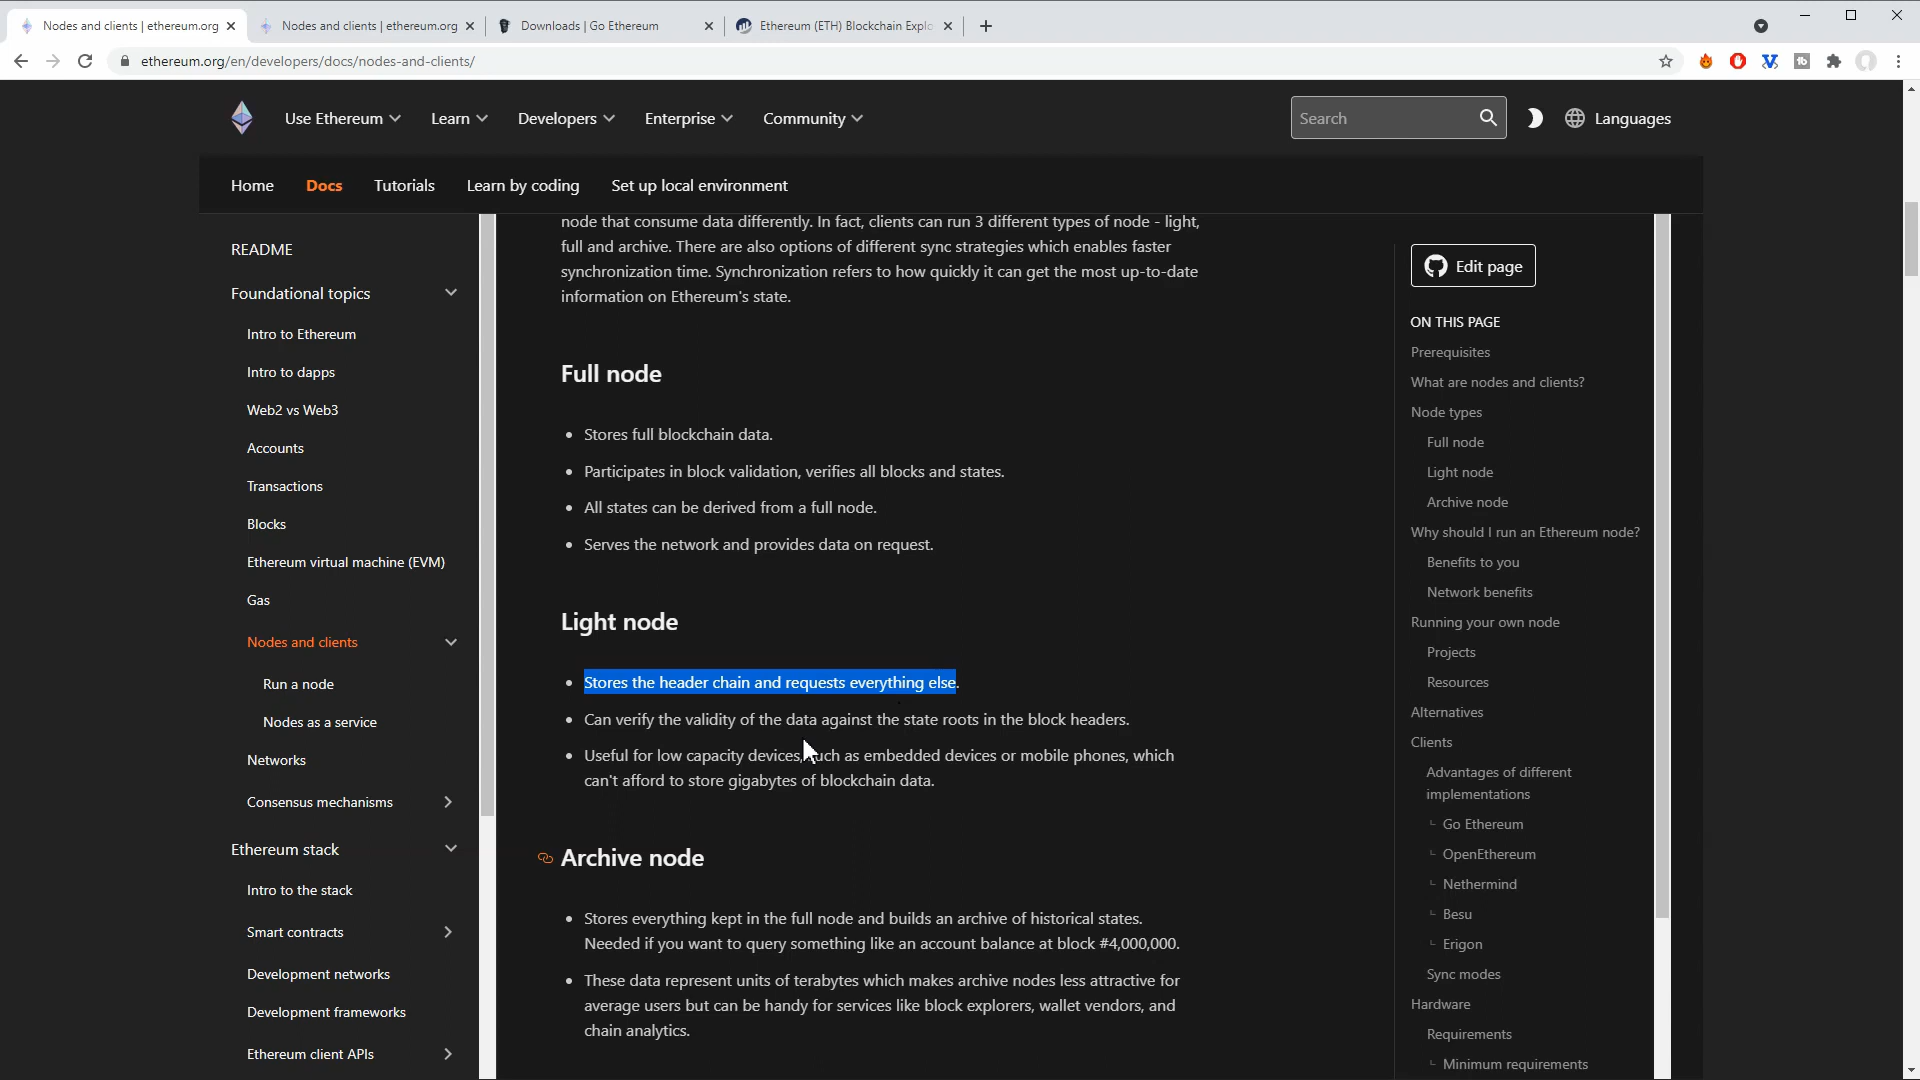 Nodes and clients | ethereum.org
Nodes and clients | ethereum.org
Downloads | Go Ethereum
Ethereum (ETH) Blockchain Explo
ethereum.org/en/developers/docs/nodes-and-clients/
Use Ethereum
Learn
Developers
Enterprise
Community
Search
Languages
Home
Docs
Tutorials
Learn by coding
Set up local environment
README
Foundational topics
Intro to Ethereum
Intro to dapps
Web2 vs Web3
Accounts
Transactions
Blocks
Ethereum virtual machine (EVM)
Gas
Nodes and clients
Run a node
Nodes as a service
Networks
Consensus mechanisms
Ethereum stack
Intro to the stack
Smart contracts
Development networks
Development frameworks
Ethereum client APIs
node that consume data differently. In fact, clients can run 3 different types of node - light,
full and archive. There are also options of different sync strategies which enables faster
synchronization time. Synchronization refers to how quickly it can get the most up-to-date
information on Ethereum's state.
Full node
• Stores full blockchain data.
• Participates in block validation, verifies all blocks and states.
• All states can be derived from a full node.
• Serves the network and provides data on request.
Light node
• Stores the header chain and requests everything else.
• Can verify the validity of the data against the state roots in the block headers.
• Useful for low capacity devices, such as embedded devices or mobile phones, which
can't afford to store gigabytes of blockchain data.
Archive node
• Stores everything kept in the full node and builds an archive of historical states.
Needed if you want to query something like an account balance at block #4,000,000.
• These data represent units of terabytes which makes archive nodes less attractive for
average users but can be handy for services like block explorers, wallet vendors, and
chain analytics.
Edit page
ON THIS PAGE
Prerequisites
What are nodes and clients?
Node types
Full node
Light node
Archive node
Why should I run an Ethereum node?
Benefits to you
Network benefits
Running your own node
Projects
Resources
Alternatives
Clients
Advantages of different
implementations
Go Ethereum
OpenEthereum
Nethermind
Besu
Erigon
Sync modes
Hardware
Requirements
Minimum requirements